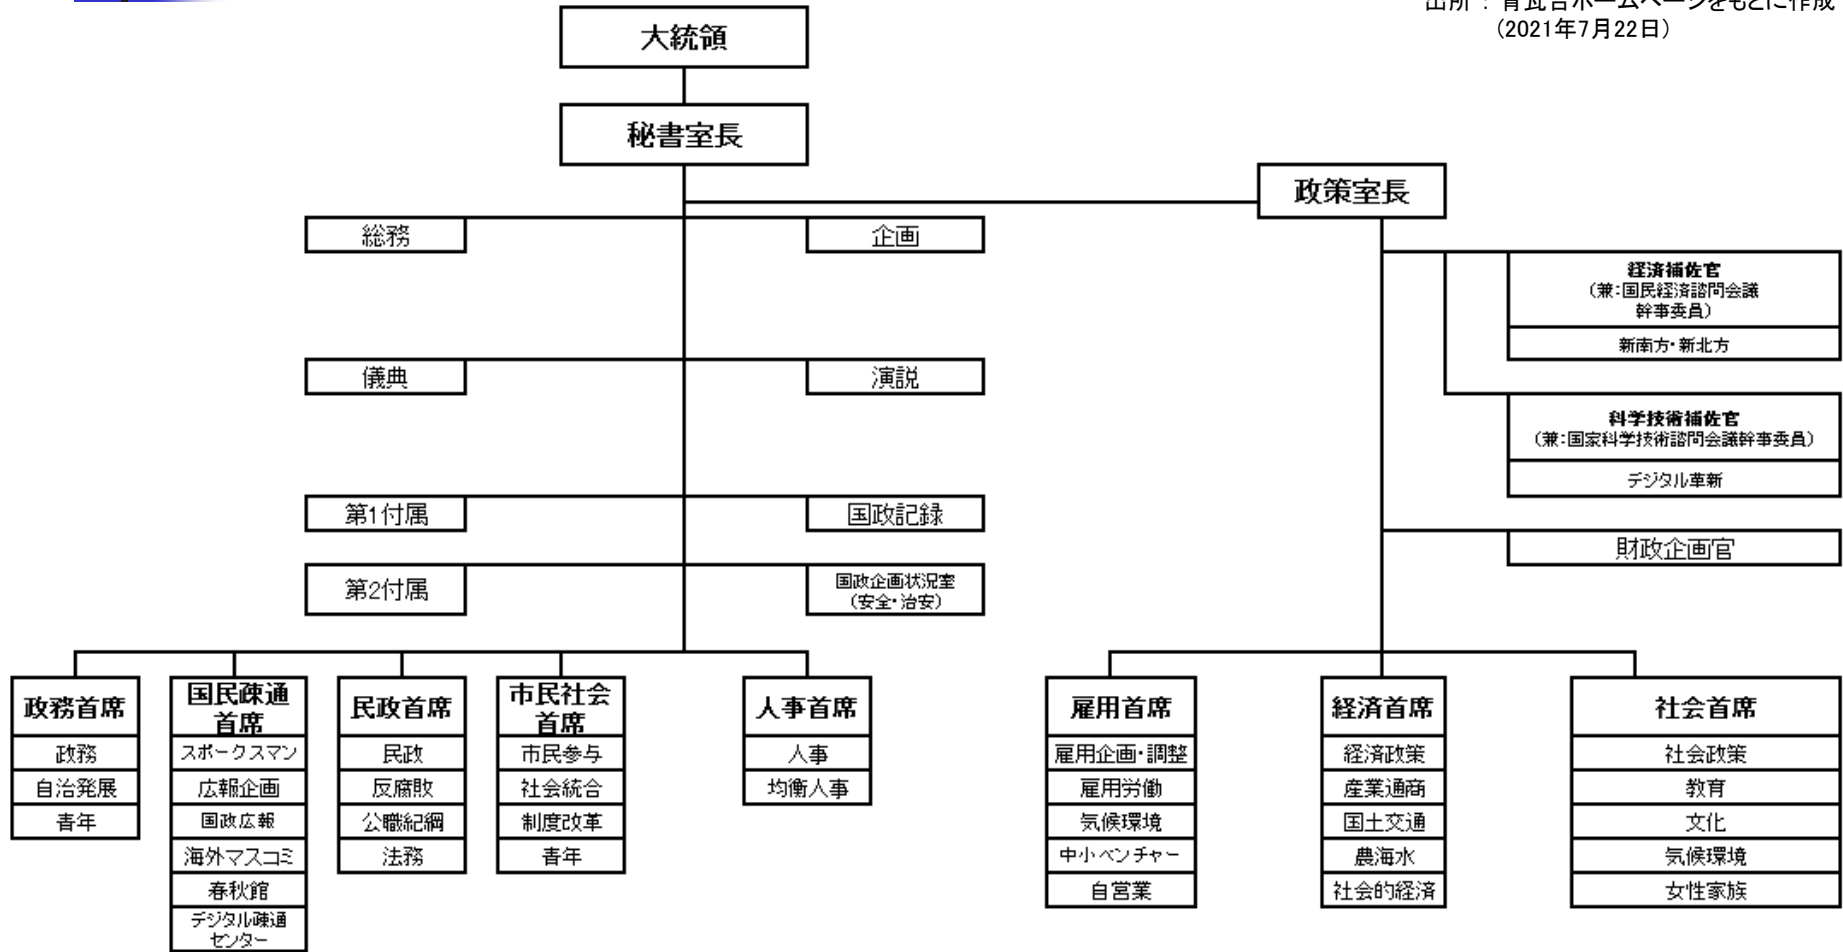 出所：青瓦台ホームページをもとに作成
(2021年7月22日)
大統領
秘書室長
政策室長
総務
企画
儀典
演説
第1付属
国政記録
第2付属
国政企画状況室
(安全・治安)
経済補佐官
(兼：国民経済諮問会議
幹事委員)
新南方・新北方
科学技術補佐官
(兼：国家科学技術諮問会議幹事委員)
デジタル革新
財政企画官
政務首席
政務
自治発展
青年
国民疎通
首席
スポークスマン
広報企画
国政広報
海外マスコミ
春秋館
デジタル疎通
センター
民政首席
民政
反腐敗
公職紀綱
法務
市民社会
首席
市民参与
社会統合
制度改革
青年
人事首席
人事
均衡人事
雇用首席
雇用企画・調整
雇用労働
気候環境
中小ベンチャー
自営業
経済首席
経済政策
産業通商
国土交通
農海水
社会的経済
社会首席
社会政策
教育
文化
気候環境
女性家族